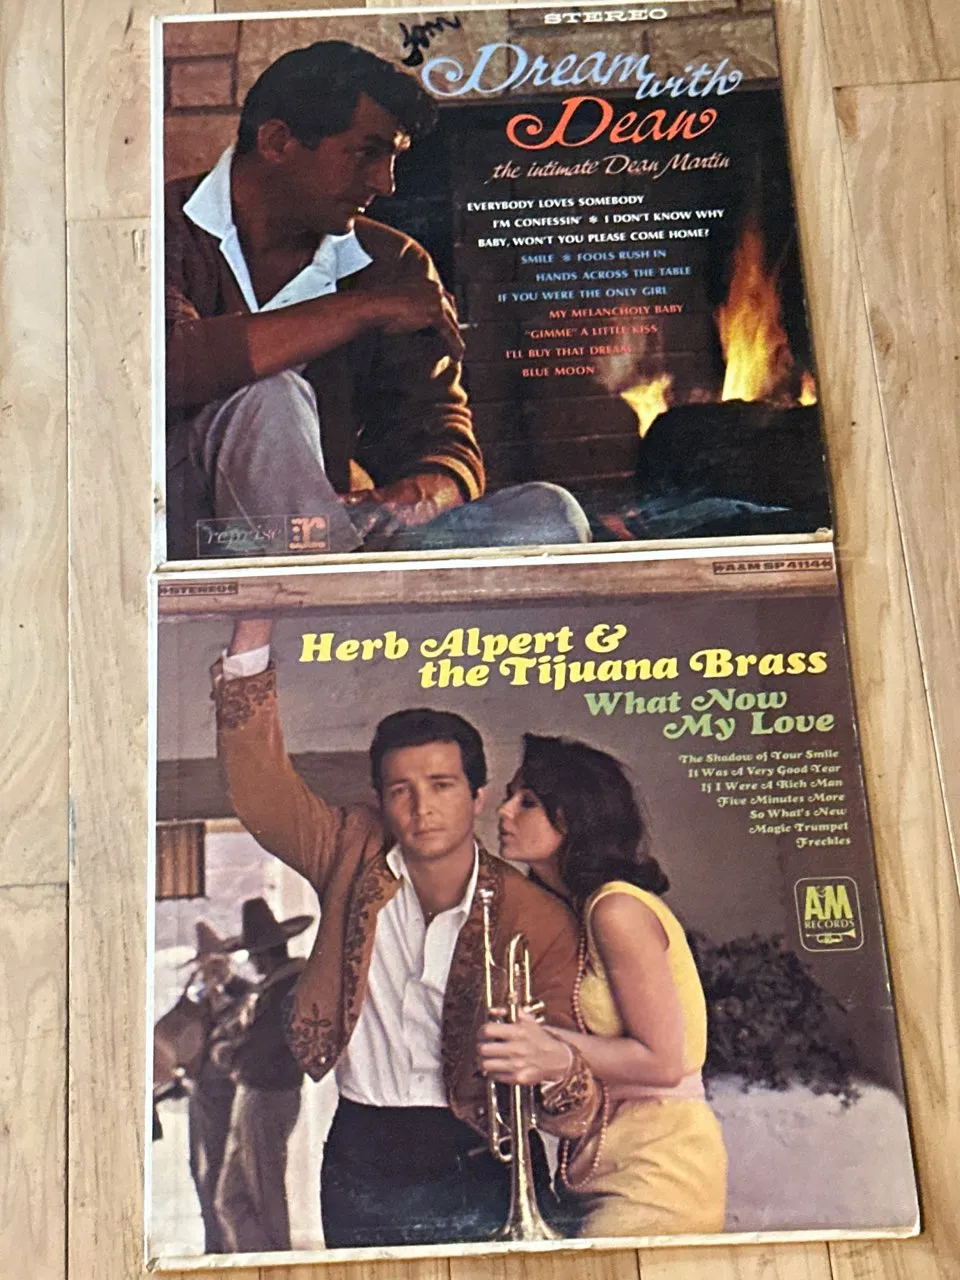 STEREO
Tom
Dream with
Dean
the intimate Dean Martin
EVERYBODY LOVES SOMEBODY
I'M CONFESSIN' * I DON'T KNOW WHY
BABY, WON'T YOU PLEASE COME HOME?
SMILE * FOOLS RUSH IN
HANDS ACROSS THE TABLE
IF YOU WERE THE ONLY GIRL
MY MELANCHOLY BABY
"GIMME" A LITTLE KISS
I'LL BUY THAT DREAM
BLUE MOON
reprise r
STEREO
A&M SP 4114
Herb Alpert &
the Tijuana Brass
What Now
My Love
The Shadow of Your Smile
It Was A Very Good Year
If I Were A Rich Man
Five Minutes More
So What's New
Magic Trumpet
Freckles
A&M
RECORDS